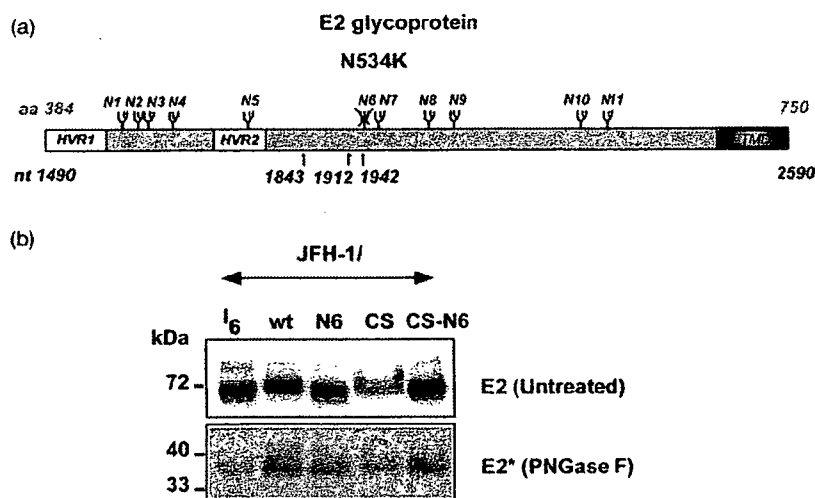 (a)
E2 glycoprotein
N534K
aa 384 N1 N2 N3 N4 N5 N6 N7 N8 N9 N10 N11 750
HVR1 HVR2 TMD
nt 1490 1843 1912 1942 2590
(b)
JFH-1/
kDa I6 wt N6 CS CS-N6
72 E2 (Untreated)
40
E2* (PNGase F)
33